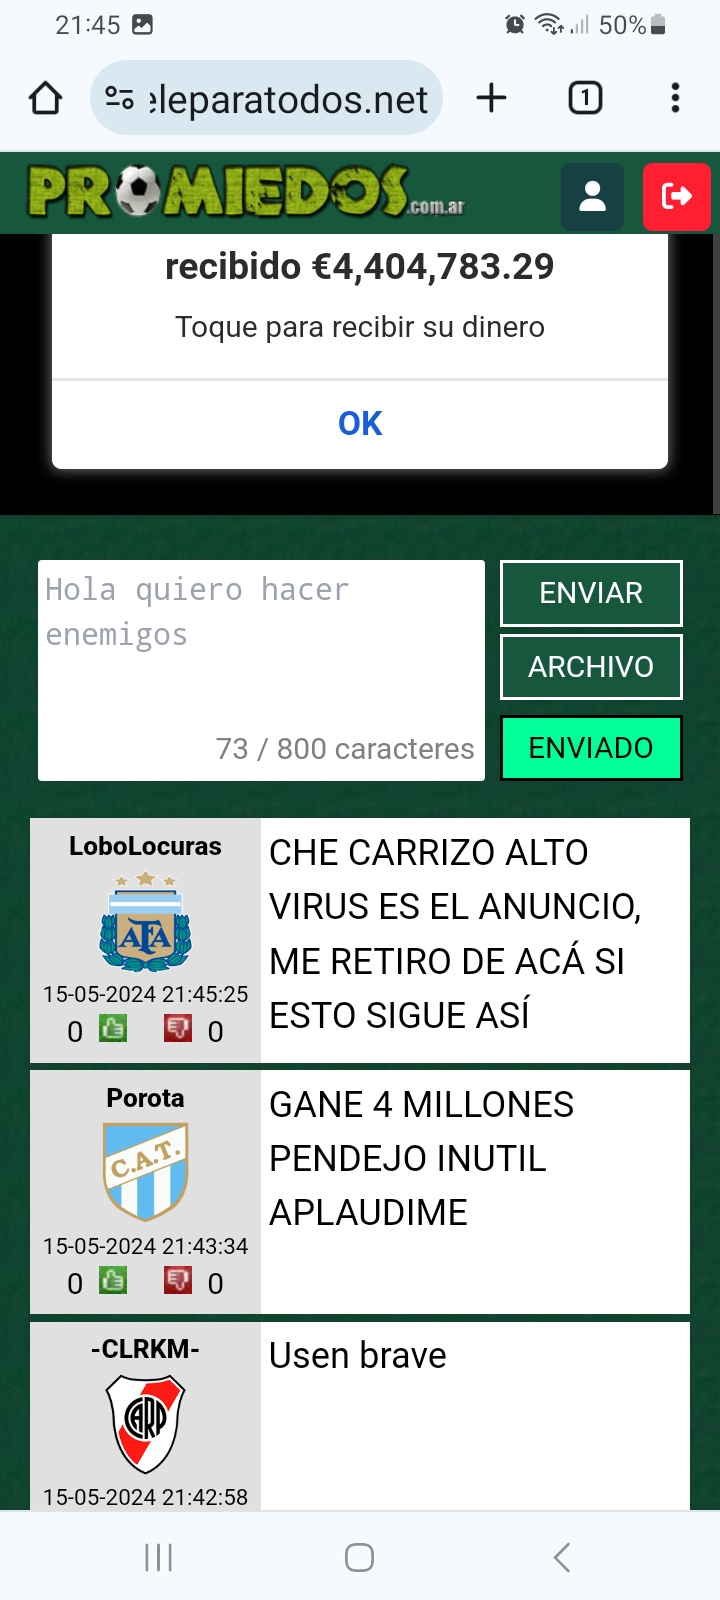 21:45 50%
eleparatodos.net 1
PROMIEDOS.com.ar
recibido €4,404,783.29
Toque para recibir su dinero
OK
Hola quiero hacer
enemigos
73 / 800 caracteres
ENVIAR
ARCHIVO
ENVIADO
LoboLocuras
AFA
15-05-2024 21:45:25
0 0
CHE CARRIZO ALTO
VIRUS ES EL ANUNCIO,
ME RETIRO DE ACÁ SI
ESTO SIGUE ASÍ
Porota
C.A.T.
15-05-2024 21:43:34
0 0
GANE 4 MILLONES
PENDEJO INUTIL
APLAUDIME
-CLRKM-
CARP
15-05-2024 21:42:58
Usen brave